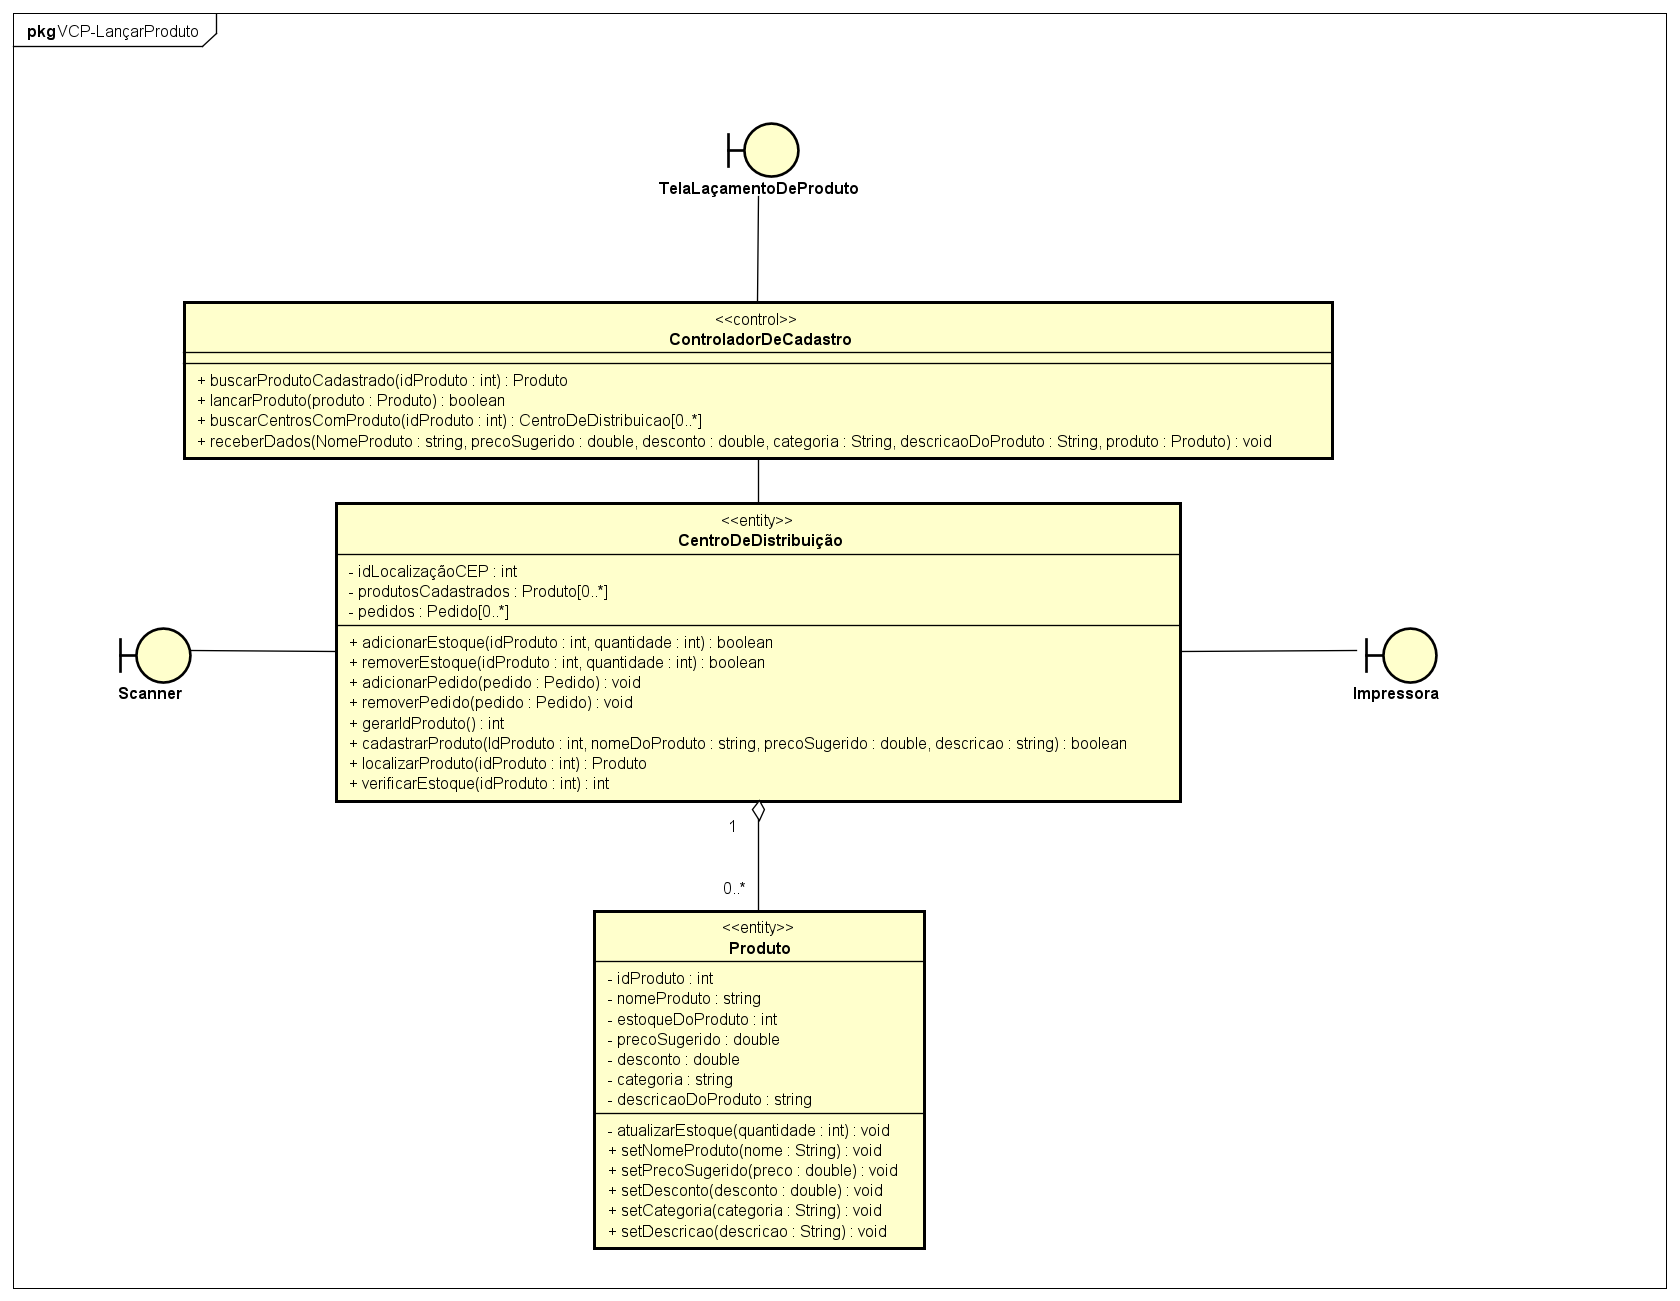 pkg VCP-LançarProduto
TelaLaçamentoDeProduto
<<control>>
ControladorDeCadastro
+ buscarProdutoCadastrado(idProduto : int) : Produto
+ lancarProduto(produto : Produto) : boolean
+ buscarCentrosComProduto(idProduto : int) : CentroDeDistribuicao[0..*]
+ receberDados(NomeProduto : string, precoSugerido : double, desconto : double, categoria : String, descricaoDoProduto : String, produto : Produto) : void
<<entity>>
CentroDeDistribuição
- idLocalizaçãoCEP : int
- produtosCadastrados : Produto[0..*]
- pedidos : Pedido[0..*]
+ adicionarEstoque(idProduto : int, quantidade : int) : boolean
+ removerEstoque(idProduto : int, quantidade : int) : boolean
+ adicionarPedido(pedido : Pedido) : void
+ removerPedido(pedido : Pedido) : void
+ gerarIdProduto() : int
+ cadastrarProduto(IdProduto : int, nomeDoProduto : string, precoSugerido : double, descricao : string) : boolean
+ localizarProduto(idProduto : int) : Produto
+ verificarEstoque(idProduto : int) : int
Scanner
Impressora
1
0..*
<<entity>>
Produto
- idProduto : int
- nomeProduto : string
- estoqueDoProduto : int
- precoSugerido : double
- desconto : double
- categoria : string
- descricaoDoProduto : string
- atualizarEstoque(quantidade : int) : void
+ setNomeProduto(nome : String) : void
+ setPrecoSugerido(preco : double) : void
+ setDesconto(desconto : double) : void
+ setCategoria(categoria : String) : void
+ setDescricao(descricao : String) : void